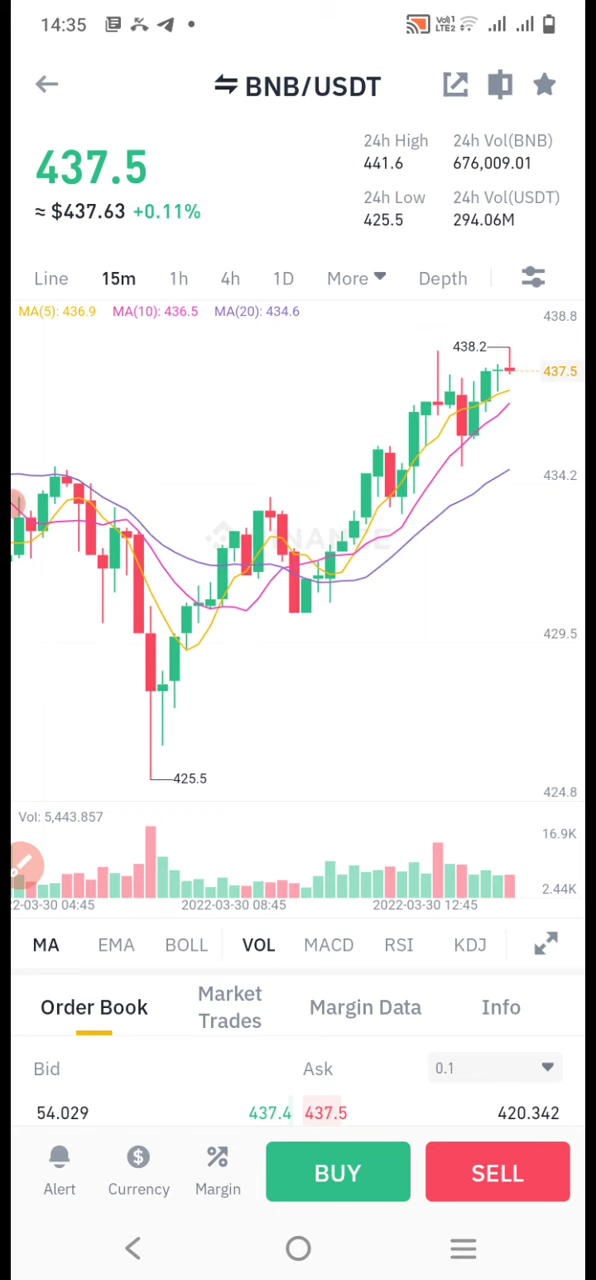 14:35
Vo1) LTE2
BNB/USDT
437.5
≈ $437.63 +0.11%
24h High
441.6
24h Vol(BNB)
676,009.01
24h Low
425.5
24h Vol(USDT)
294.06M
Line 15m 1h 4h 1D More Depth
MA(5): 436.9 MA(10): 436.5 MA(20): 434.6
438.8
438.2
437.5
434.2
BINANCE
429.5
425.5
424.8
Vol: 5,443.857
16.9K
2.44K
2-03-30 04:45 2022-03-30 08:45 2022-03-30 12:45
MA EMA BOLL VOL MACD RSI KDJ
Order Book Market Trades Margin Data Info
Bid Ask 0.1
54.029 437.4 437.5 420.342
Alert Currency Margin BUY SELL